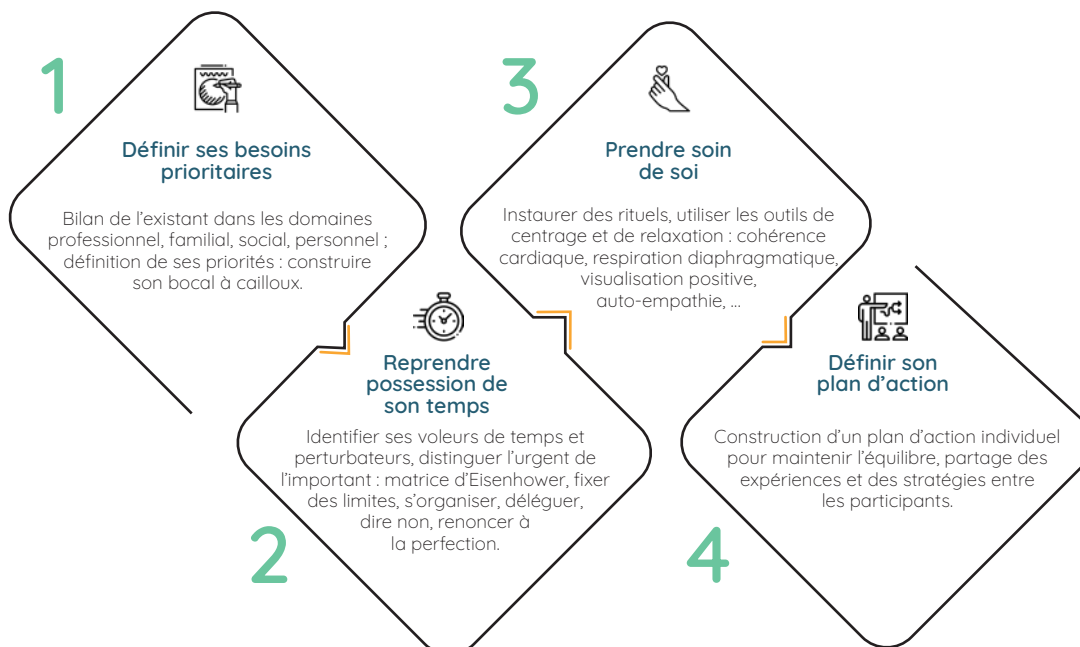 1
Définir ses besoins
prioritaires
Bilan de l’existant dans les domaines
professionnel, familial, social, personnel ;
définition de ses priorités : construire
son bocal à cailloux.
2
Reprendre
possession de
son temps
Identifier ses voleurs de temps et
perturbateurs, distinguer l’urgent de
l’important : matrice d’Eisenhower, fixer
des limites, s’organiser, déléguer,
dire non, renoncer à
la perfection.
3
Prendre soin
de soi
Instaurer des rituels, utiliser les outils de
centrage et de relaxation : cohérence
cardiaque, respiration diaphragmatique,
visualisation positive,
auto-empathie, ...
4
Définir son
plan d’action
Construction d’un plan d’action individuel
pour maintenir l’équilibre, partage des
expériences et des stratégies entre
les participants.